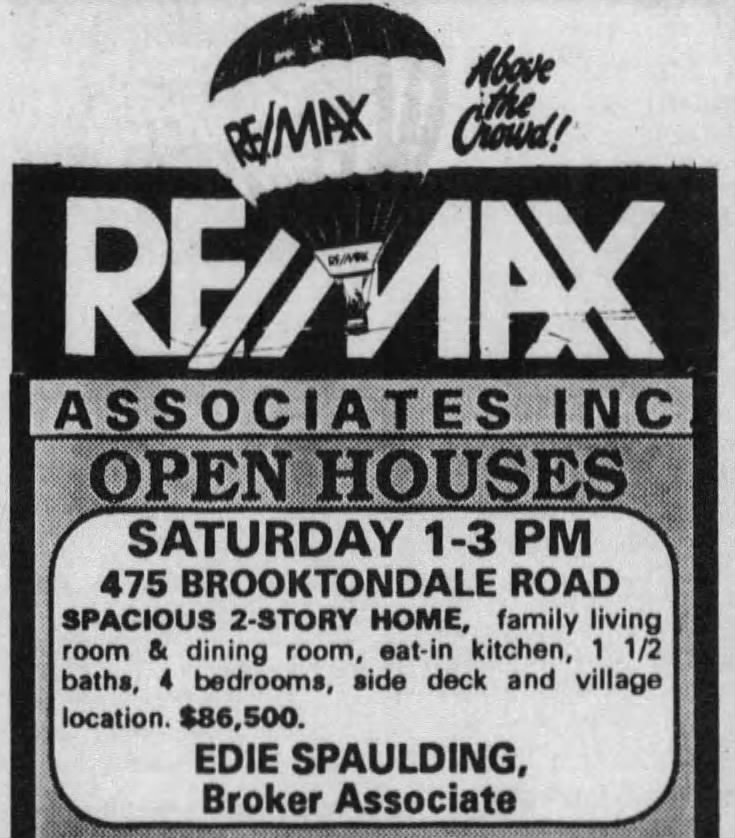 Above
the
Crowd!
RE/MAX
RE/MAX
RE/MAX
ASSOCIATES INC
OPEN HOUSES
SATURDAY 1-3 PM
475 BROOKTONDALE ROAD
SPACIOUS 2-STORY HOME, family living
room & dining room, eat-in kitchen, 1 1/2
baths, 4 bedrooms, side deck and village
location. $86,500.
EDIE SPAULDING,
Broker Associate